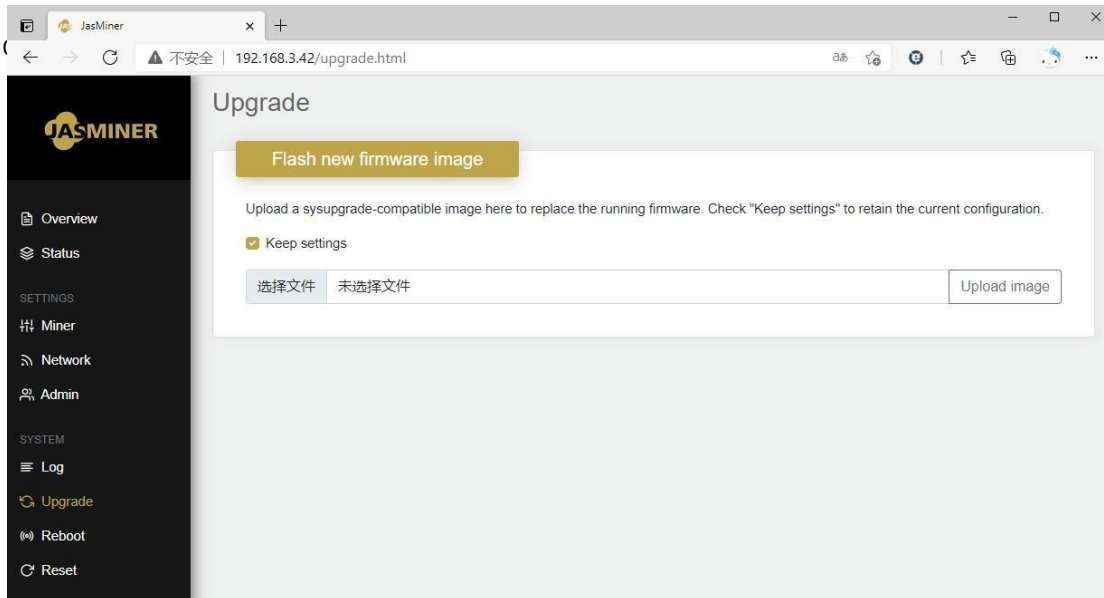 JasMiner
不安全 | 192.168.3.42/upgrade.html
JASMINER
Upgrade
Flash new firmware image
Upload a sysupgrade-compatible image here to replace the running firmware. Check "Keep settings" to retain the current configuration.
Keep settings
选择文件 未选择文件 Upload image
Overview
Status
SETTINGS
Miner
Network
Admin
SYSTEM
Log
Upgrade
Reboot
Reset